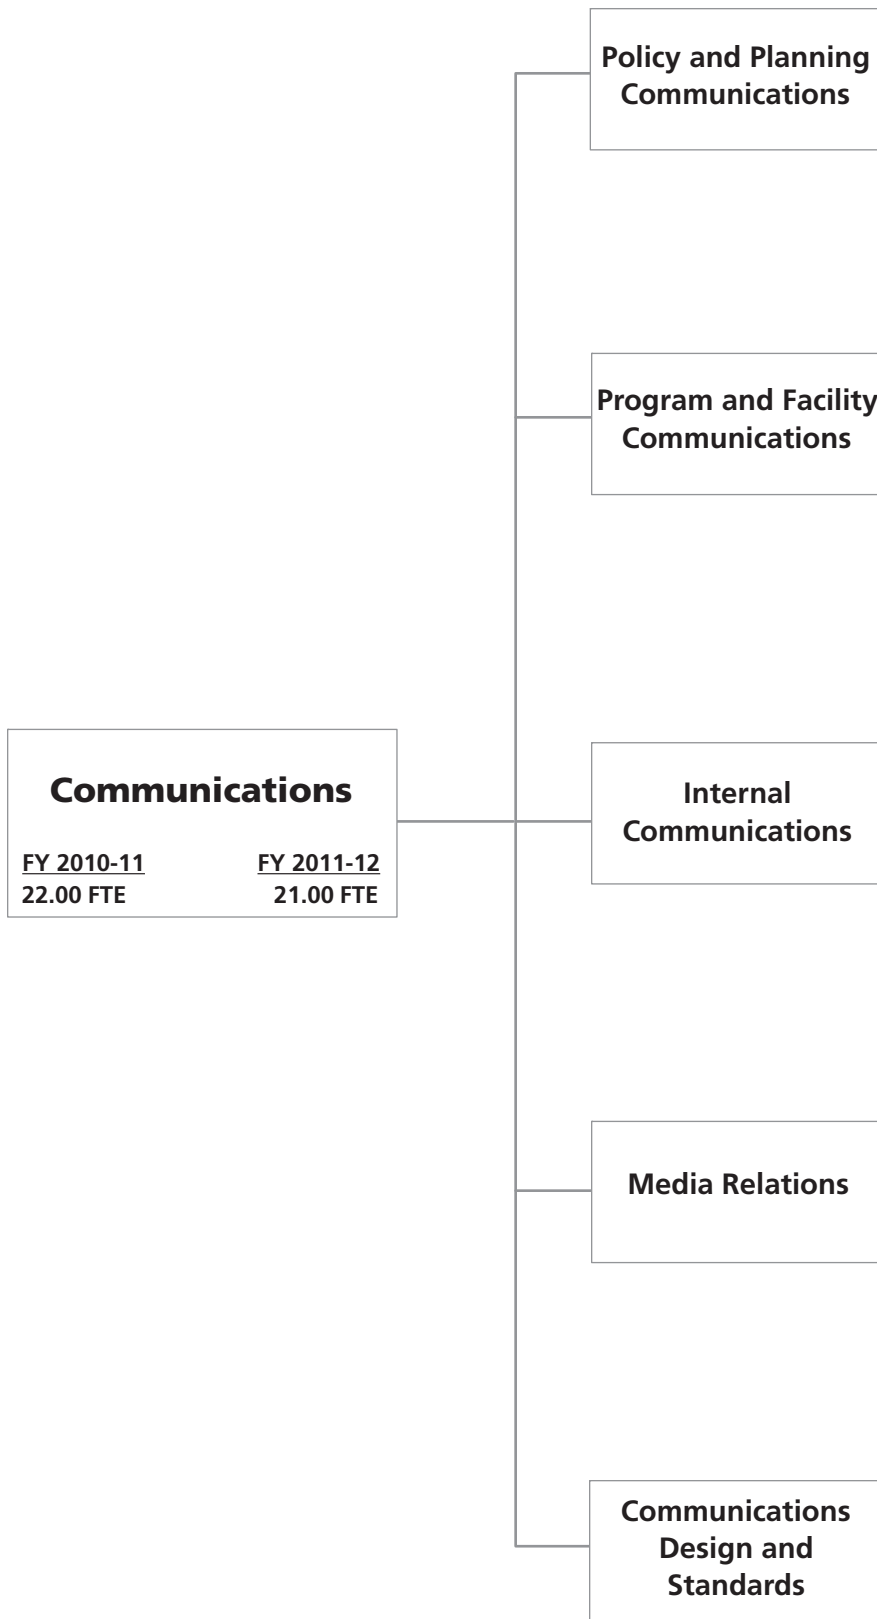 Policy and Planning
Communications
Program and Facility
Communications
Communications
FY 2010-11 FY 2011-12
22.00 FTE 21.00 FTE
Internal
Communications
Media Relations
Communications
Design and
Standards